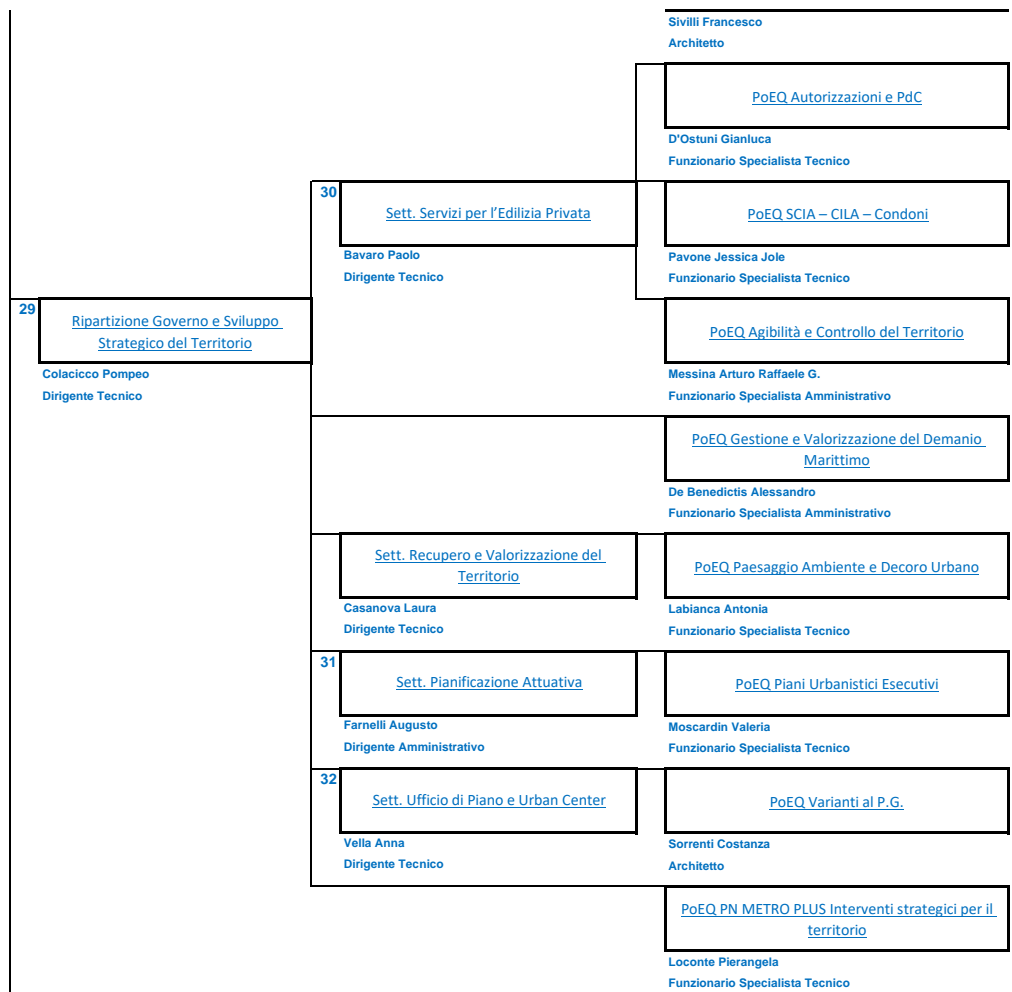 Sivilli Francesco
Architetto
PoEQ Autorizzazioni e PdC
D'Ostuni Gianluca
Funzionario Specialista Tecnico
30
Sett. Servizi per l’Edilizia Privata
Bavaro Paolo
Dirigente Tecnico
PoEQ SCIA – CILA – Condoni
Pavone Jessica Jole
Funzionario Specialista Tecnico
29
Ripartizione Governo e Sviluppo
Strategico del Territorio
Colacicco Pompeo
Dirigente Tecnico
PoEQ Agibilità e Controllo del Territorio
Messina Arturo Raffaele G.
Funzionario Specialista Amministrativo
PoEQ Gestione e Valorizzazione del Demanio
Marittimo
De Benedictis Alessandro
Funzionario Specialista Amministrativo
Sett. Recupero e Valorizzazione del
Territorio
Casanova Laura
Dirigente Tecnico
PoEQ Paesaggio Ambiente e Decoro Urbano
Labianca Antonia
Funzionario Specialista Tecnico
31
Sett. Pianificazione Attuativa
Farnelli Augusto
Dirigente Amministrativo
PoEQ Piani Urbanistici Esecutivi
Moscardin Valeria
Funzionario Specialista Tecnico
32
Sett. Ufficio di Piano e Urban Center
Vella Anna
Dirigente Tecnico
PoEQ Varianti al P.G.
Sorrenti Costanza
Architetto
PoEQ PN METRO PLUS Interventi strategici per il
territorio
Loconte Pierangela
Funzionario Specialista Tecnico